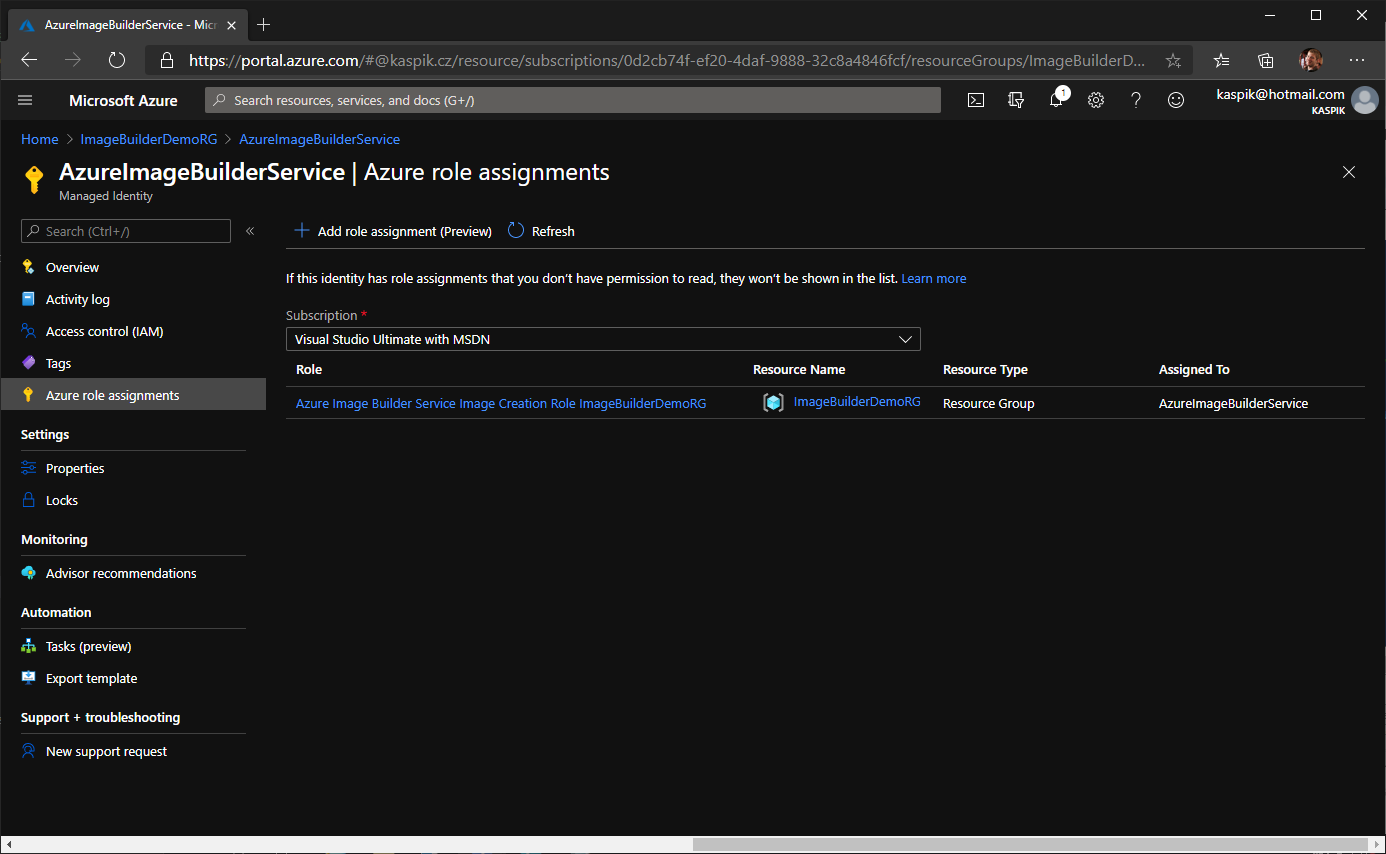 AzureImageBuilderService - Micr
https://portal.azure.com/#@kaspik.cz/resource/subscriptions/0d2cb74f-ef20-4daf-9888-32c8a4846fcf/resourceGroups/ImageBuilderD...
Microsoft Azure
Search resources, services, and docs (G+/)
1
kaspik@hotmail.com
KASPIK
Home > ImageBuilderDemoRG > AzureImageBuilderService
AzureImageBuilderService | Azure role assignments
Managed Identity
Search (Ctrl+/)
«
Overview
Activity log
Access control (IAM)
Tags
Azure role assignments
Settings
Properties
Locks
Monitoring
Advisor recommendations
Automation
Tasks (preview)
Export template
Support + troubleshooting
New support request
Add role assignment (Preview)
Refresh
If this identity has role assignments that you don't have permission to read, they won't be shown in the list. Learn more
Subscription *
Visual Studio Ultimate with MSDN
Role Resource Name Resource Type Assigned To
Azure Image Builder Service Image Creation Role ImageBuilderDemoRG ImageBuilderDemoRG Resource Group AzureImageBuilderService